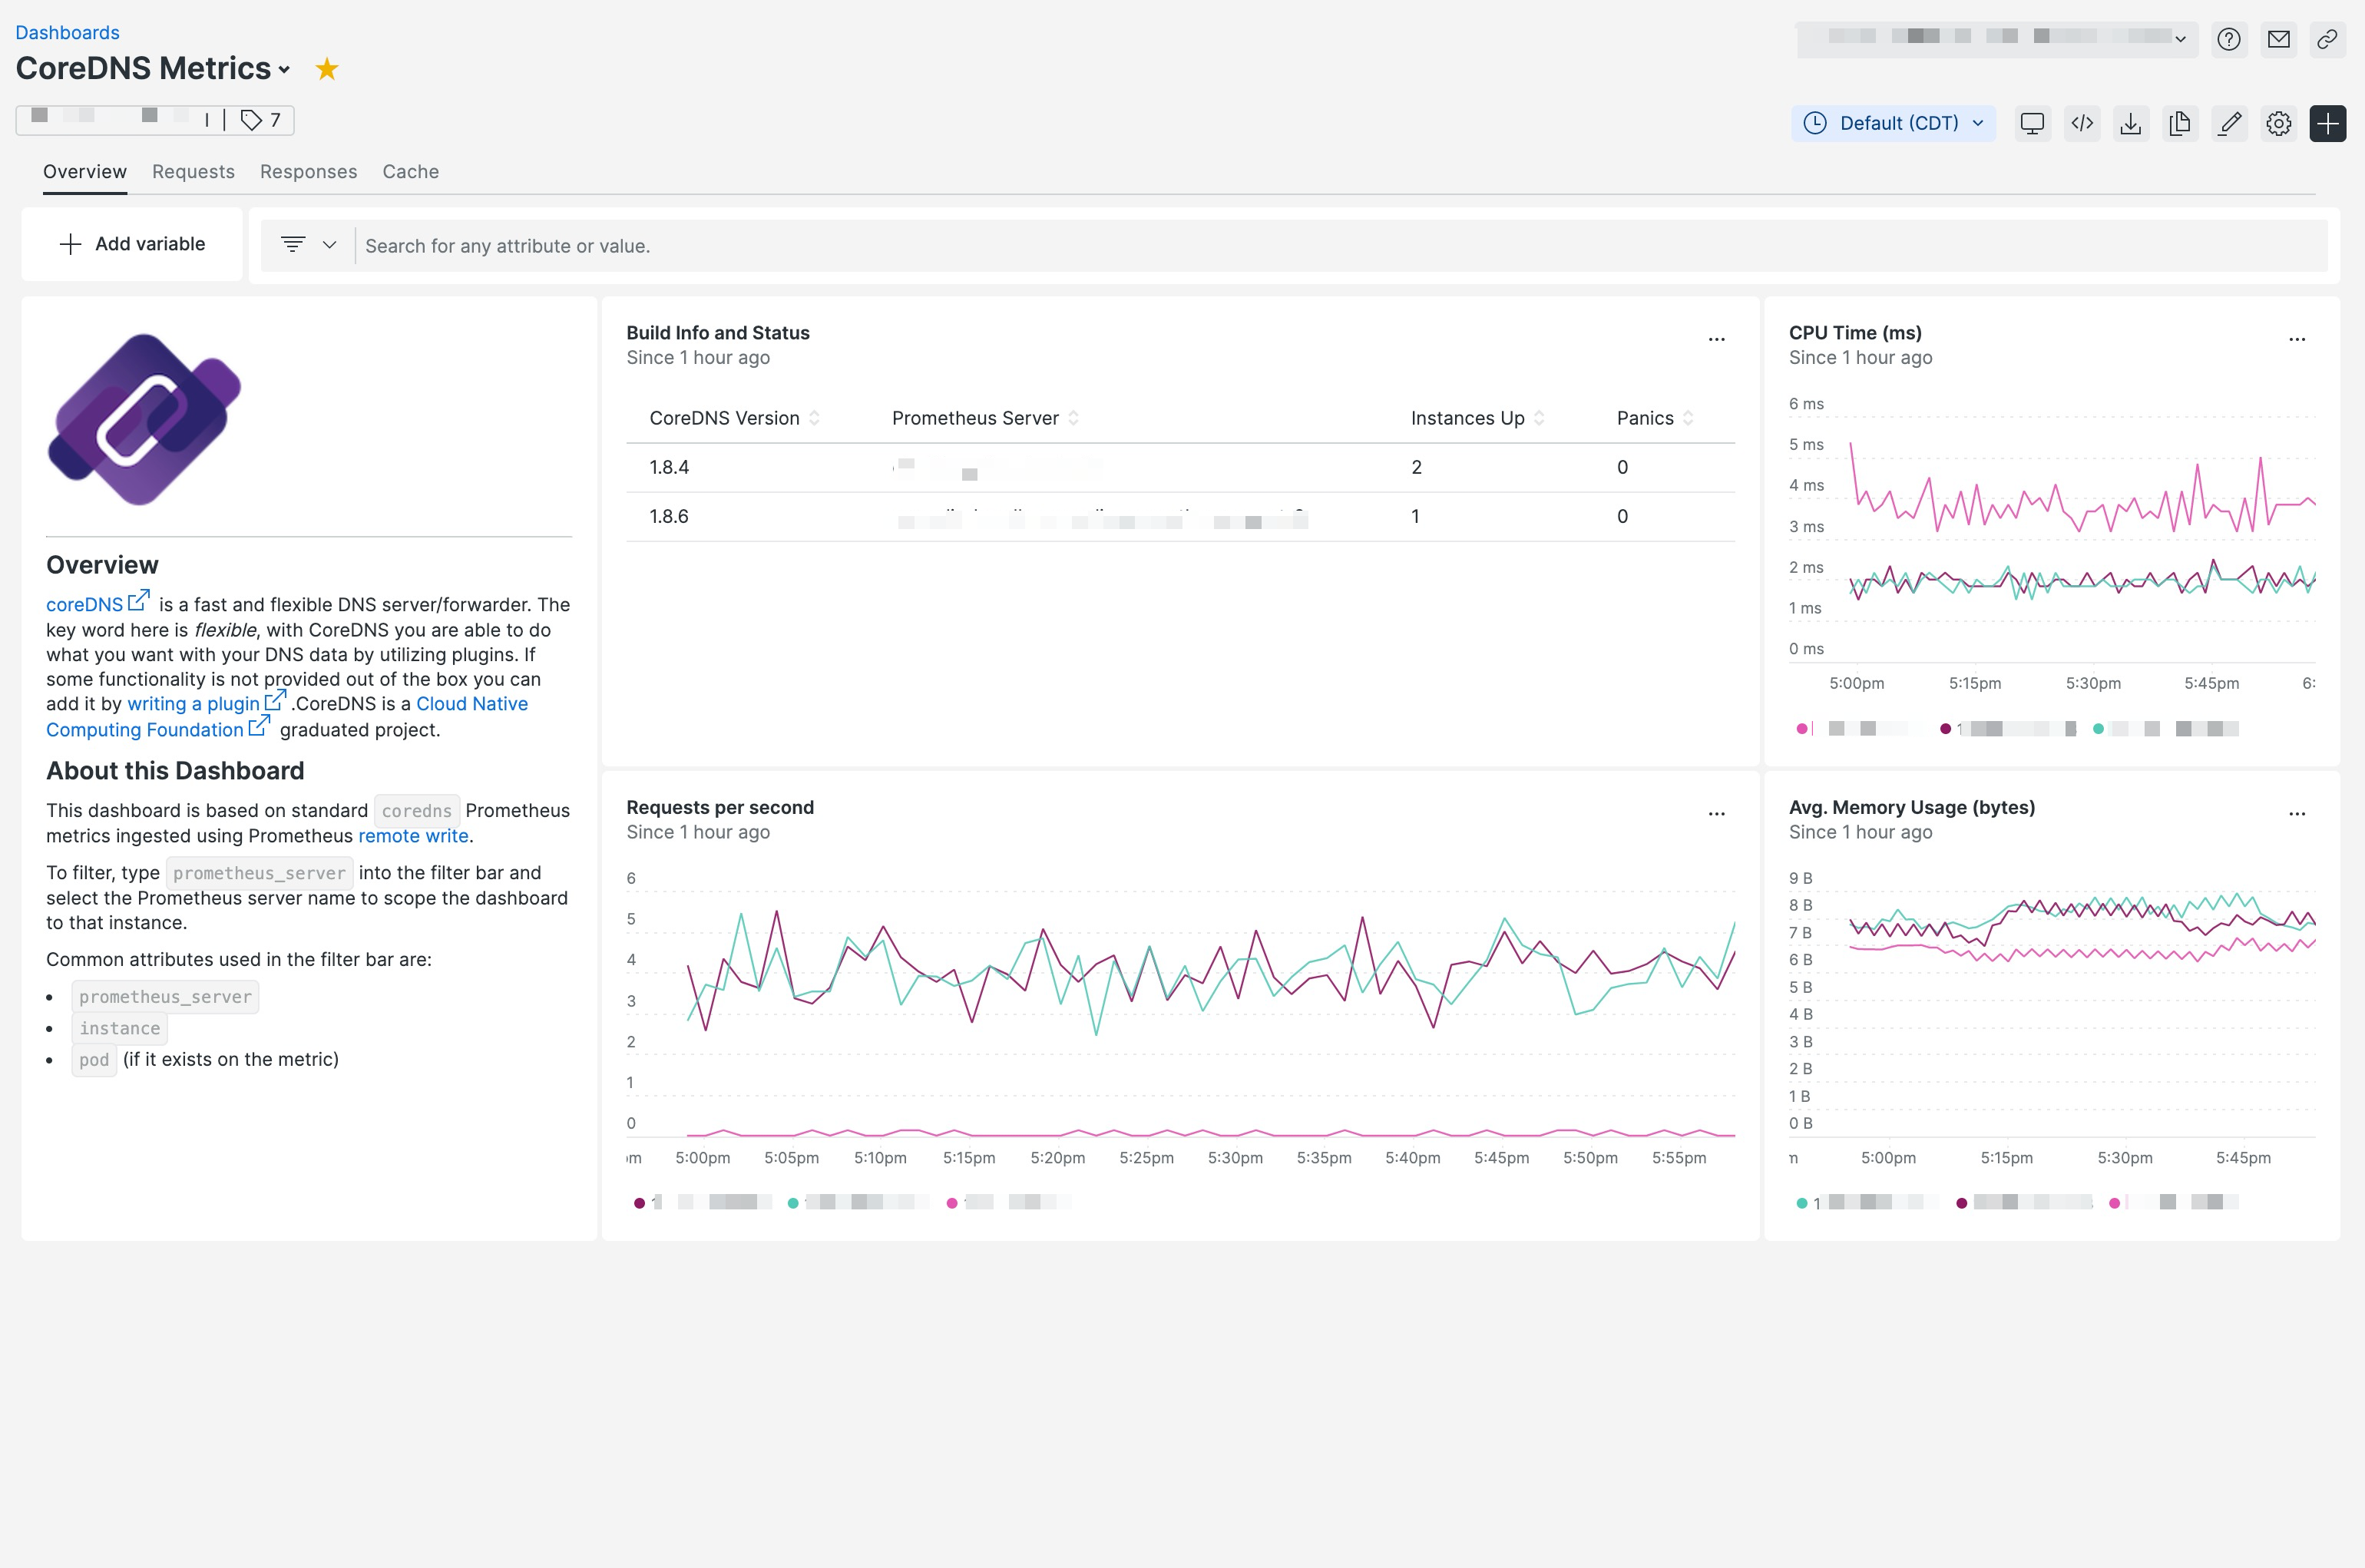 Dashboards
CoreDNS Metrics
7
Default (CDT)
Overview Requests Responses Cache
Add variable
Search for any attribute or value.
Overview
coreDNS is a fast and flexible DNS server/forwarder. The
key word here is flexible, with CoreDNS you are able to do
what you want with your DNS data by utilizing plugins. If
some functionality is not provided out of the box you can
add it by writing a plugin .CoreDNS is a Cloud Native
Computing Foundation graduated project.
About this Dashboard
This dashboard is based on standard coredns Prometheus
metrics ingested using Prometheus remote write.
To filter, type prometheus_server into the filter bar and
select the Prometheus server name to scope the dashboard
to that instance.
Common attributes used in the filter bar are:
• prometheus_server
• instance
• pod (if it exists on the metric)
Build Info and Status
Since 1 hour ago
CoreDNS Version Prometheus Server Instances Up Panics
1.8.4 2 0
1.8.6 1 0
CPU Time (ms)
Since 1 hour ago
6 ms
5 ms
4 ms
3 ms
2 ms
1 ms
0 ms
5:00pm 5:15pm 5:30pm 5:45pm 6:
Requests per second
Since 1 hour ago
6
5
4
3
2
1
0
5:00pm 5:05pm 5:10pm 5:15pm 5:20pm 5:25pm 5:30pm 5:35pm 5:40pm 5:45pm 5:50pm 5:55pm
Avg. Memory Usage (bytes)
Since 1 hour ago
9 B
8 B
7 B
6 B
5 B
4 B
3 B
2 B
1 B
0 B
5:00pm 5:15pm 5:30pm 5:45pm